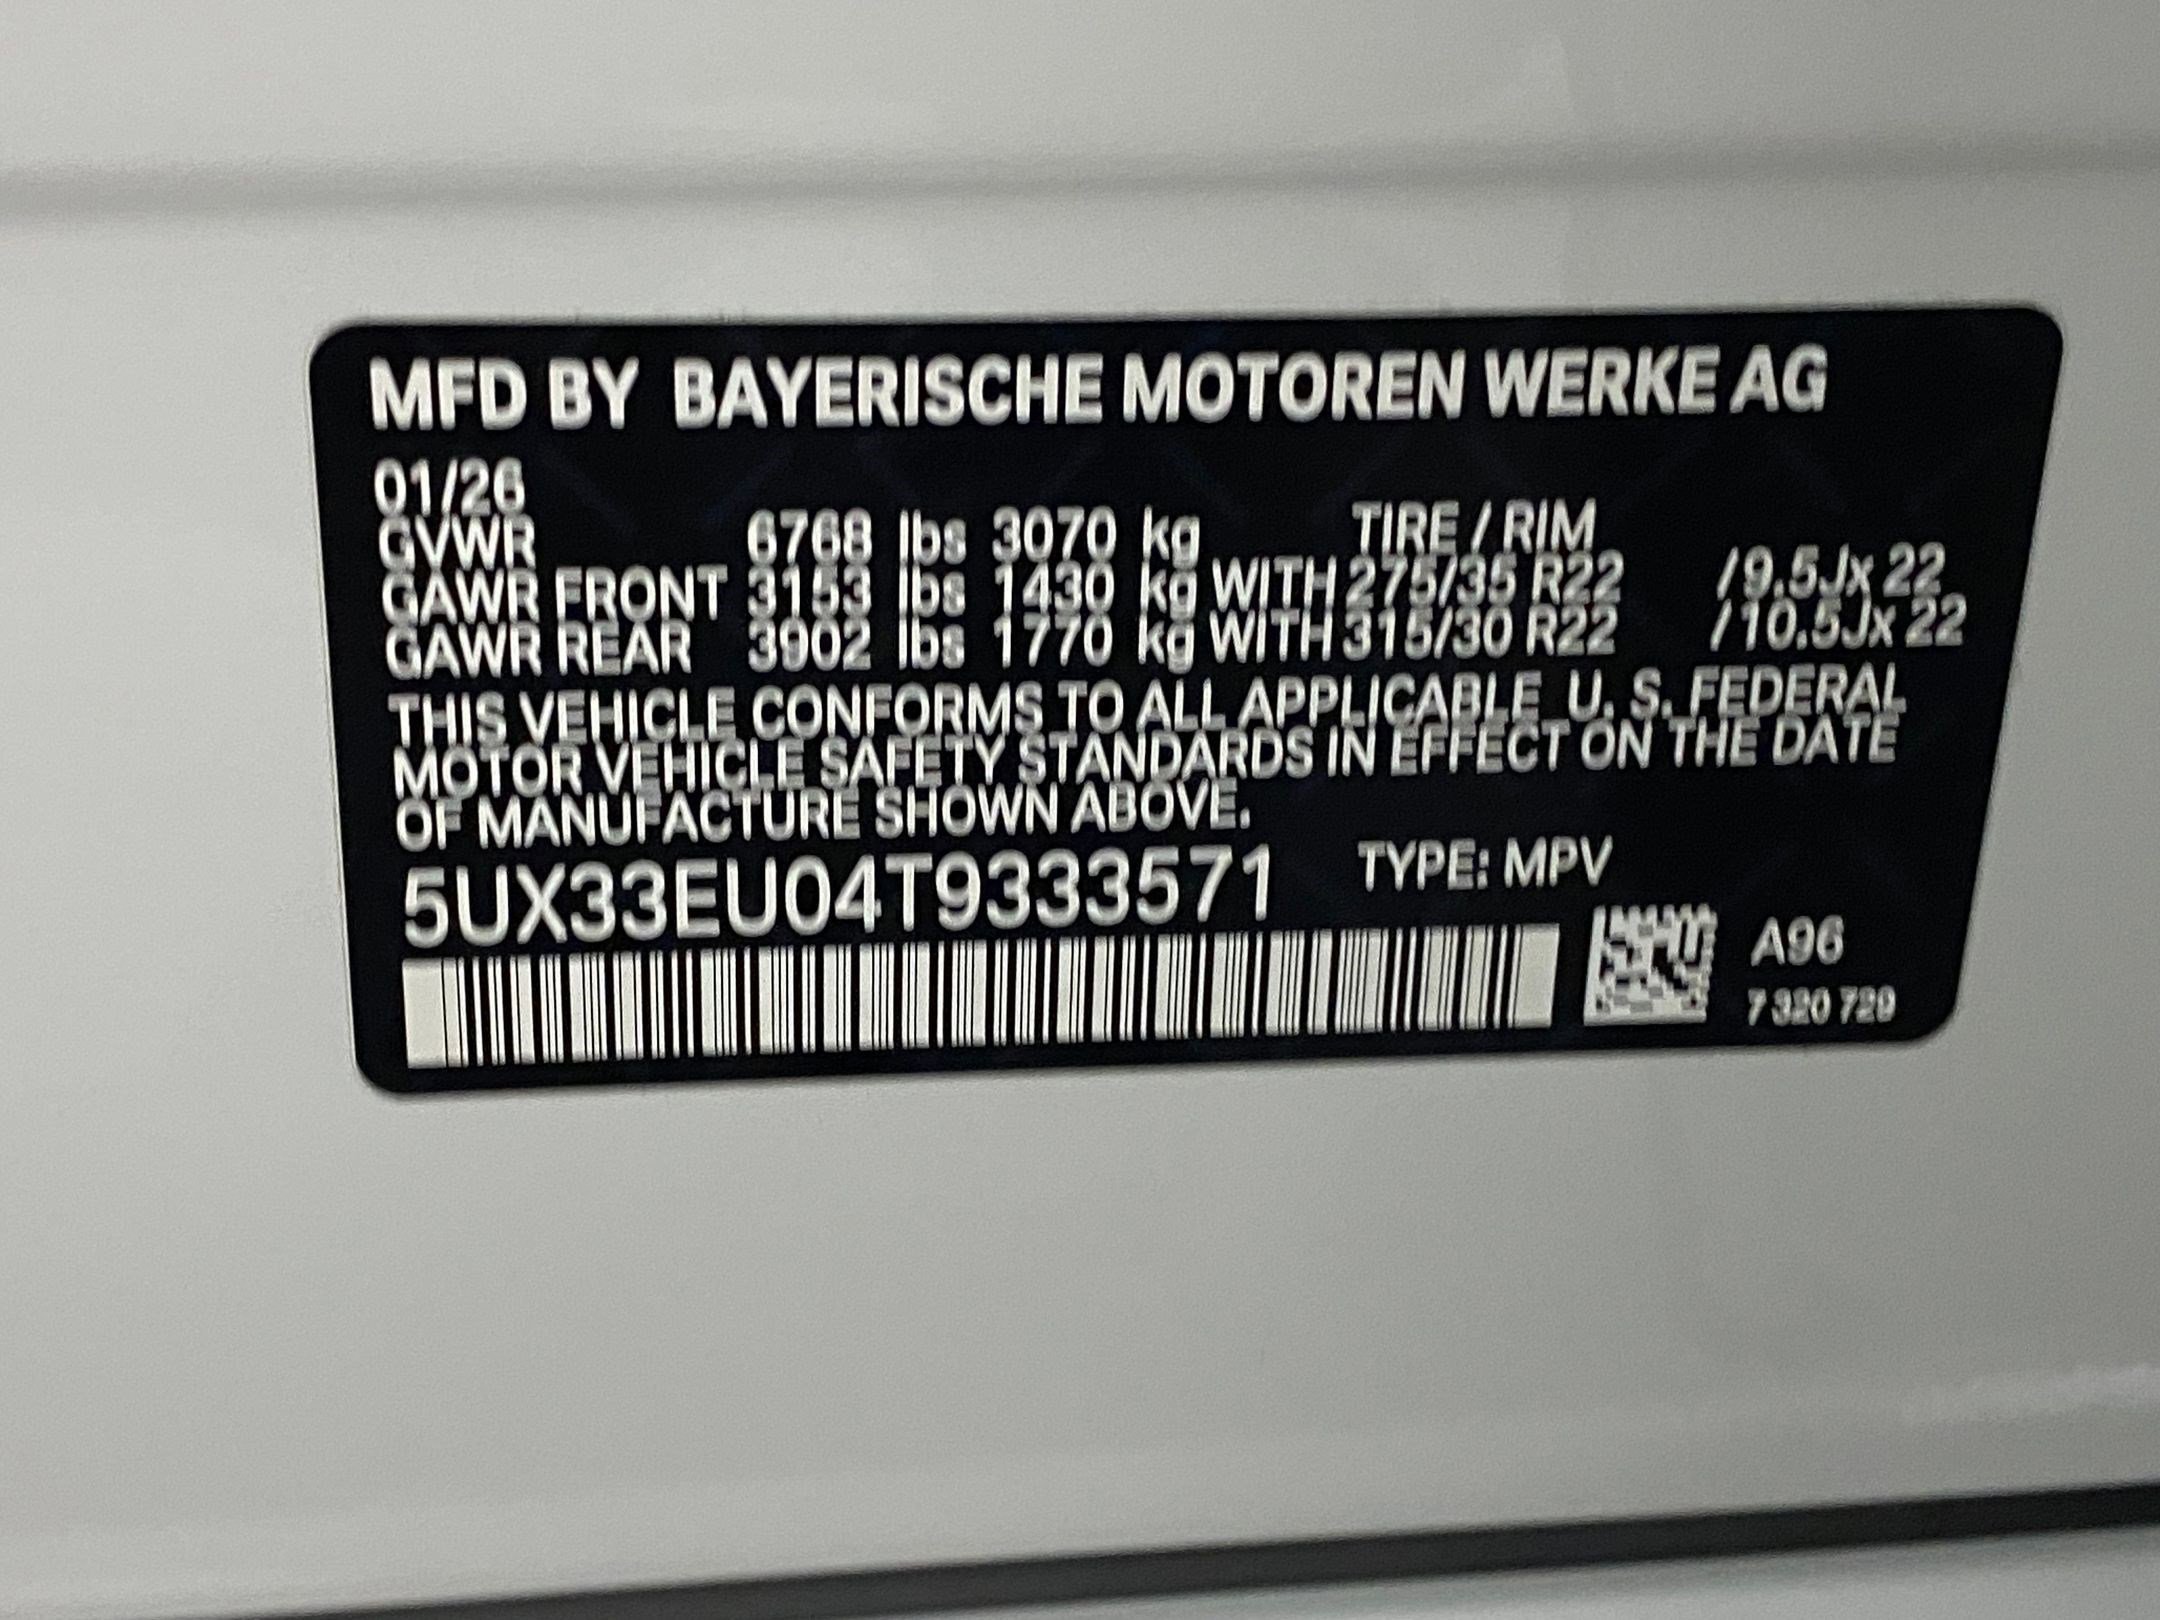 MFD BY BAYERISCHE MOTOREN WERKE AG
01/26
GVWR 6768 lbs 3070 kg TIRE / RIM
GAWR FRONT 3153 lbs 1430 kg WITH 275/35 R22 / 9.5Jx 22
GAWR REAR 3902 lbs 1770 kg WITH 315/30 R22 / 10.5Jx 22
THIS VEHICLE CONFORMS TO ALL APPLICABLE U. S. FEDERAL
MOTOR VEHICLE SAFETY STANDARDS IN EFFECT ON THE DATE
OF MANUFACTURE SHOWN ABOVE.
5UX33EU04T9333571 TYPE: MPV
A96
7 320 729